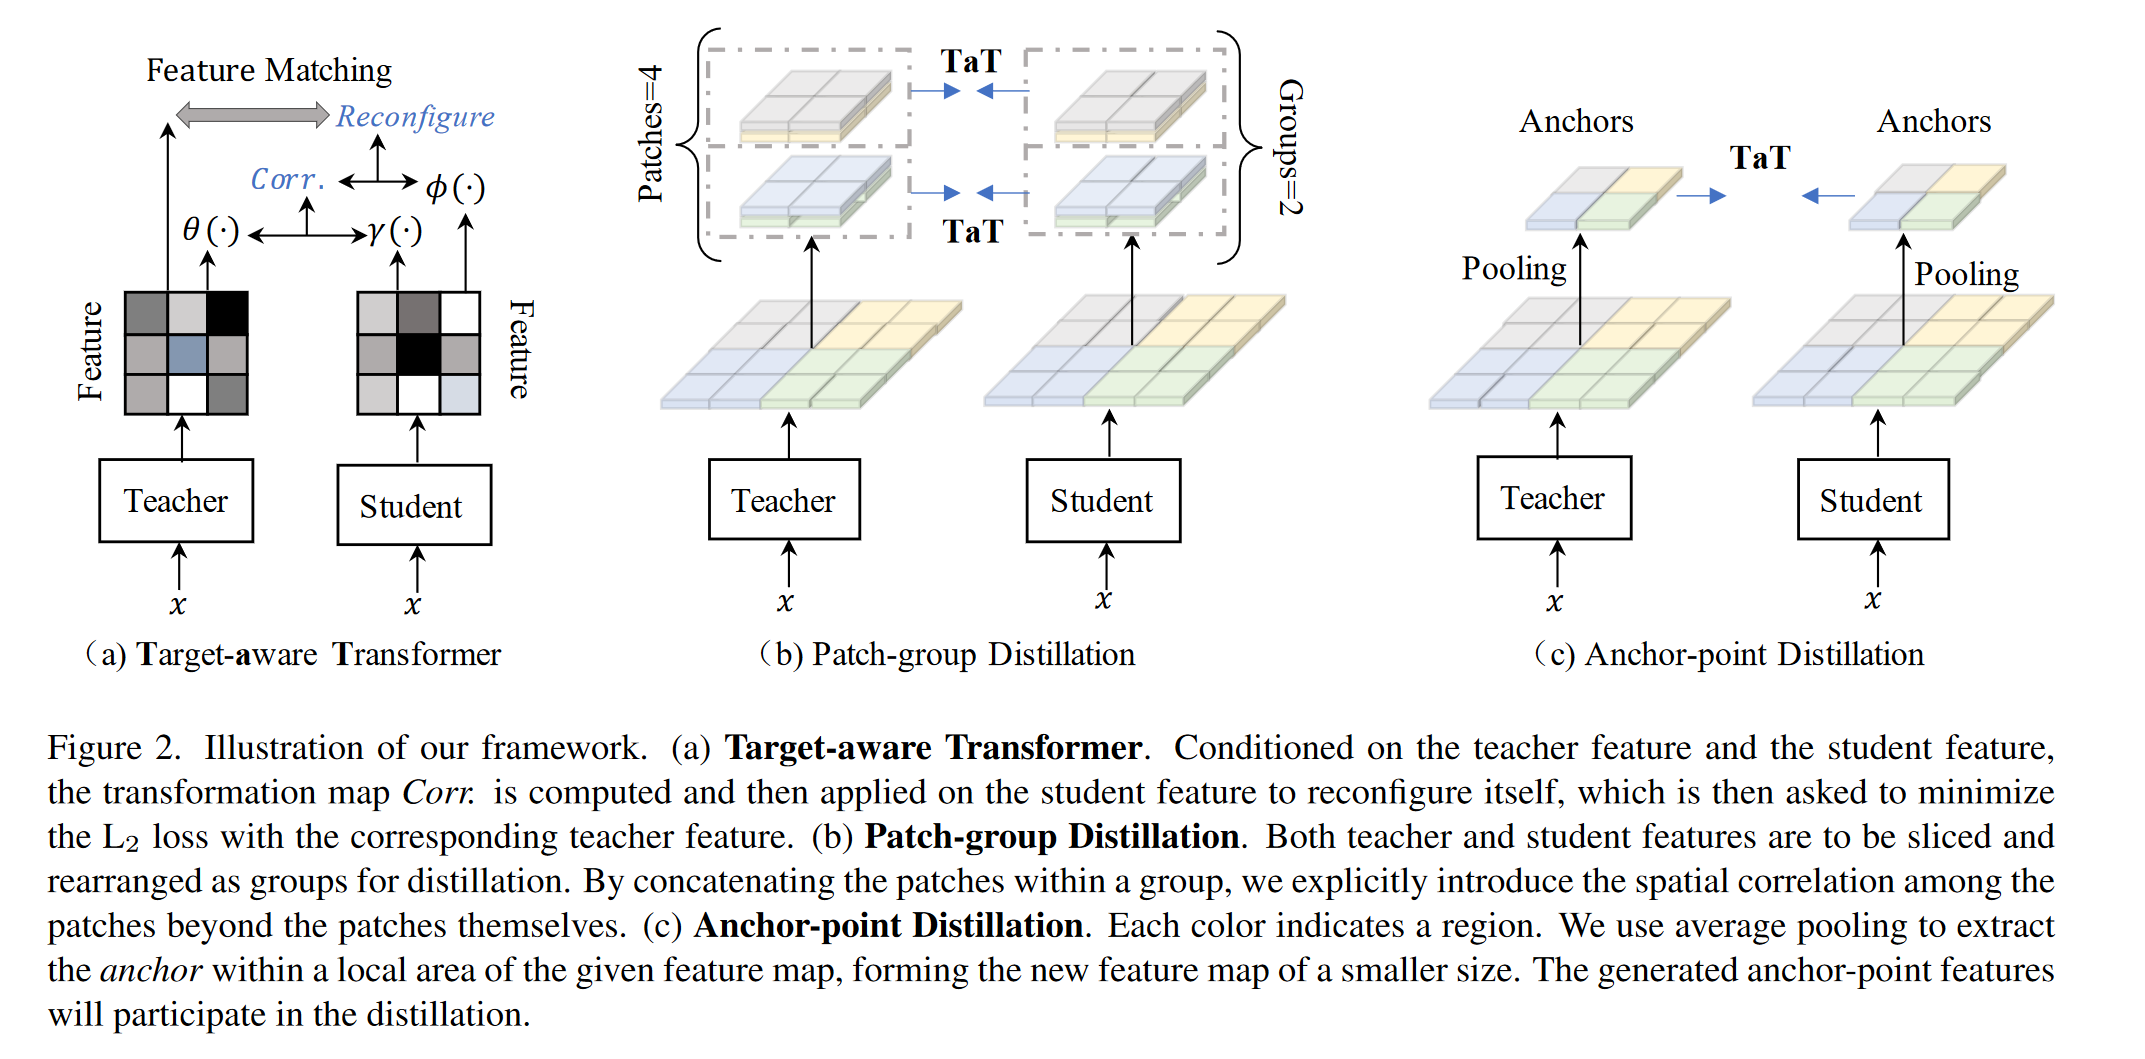 Feature Matching
Reconfigure
Corr.
ϕ(·)
θ(·)
γ(·)
Feature
Feature
Teacher
Student
x
x
（a) Target-aware Transformer
Patches=4
TaT
TaT
Groups=2
Teacher
Student
x
x
（b) Patch-group Distillation
Anchors
Anchors
TaT
Pooling
Pooling
Teacher
Student
x
x
（c) Anchor-point Distillation
Figure 2. Illustration of our framework. (a) Target-aware Transformer. Conditioned on the teacher feature and the student feature,
the transformation map Corr. is computed and then applied on the student feature to reconfigure itself, which is then asked to minimize
the L₂ loss with the corresponding teacher feature. (b) Patch-group Distillation. Both teacher and student features are to be sliced and
rearranged as groups for distillation. By concatenating the patches within a group, we explicitly introduce the spatial correlation among the
patches beyond the patches themselves. (c) Anchor-point Distillation. Each color indicates a region. We use average pooling to extract
the anchor within a local area of the given feature map, forming the new feature map of a smaller size. The generated anchor-point features
will participate in the distillation.